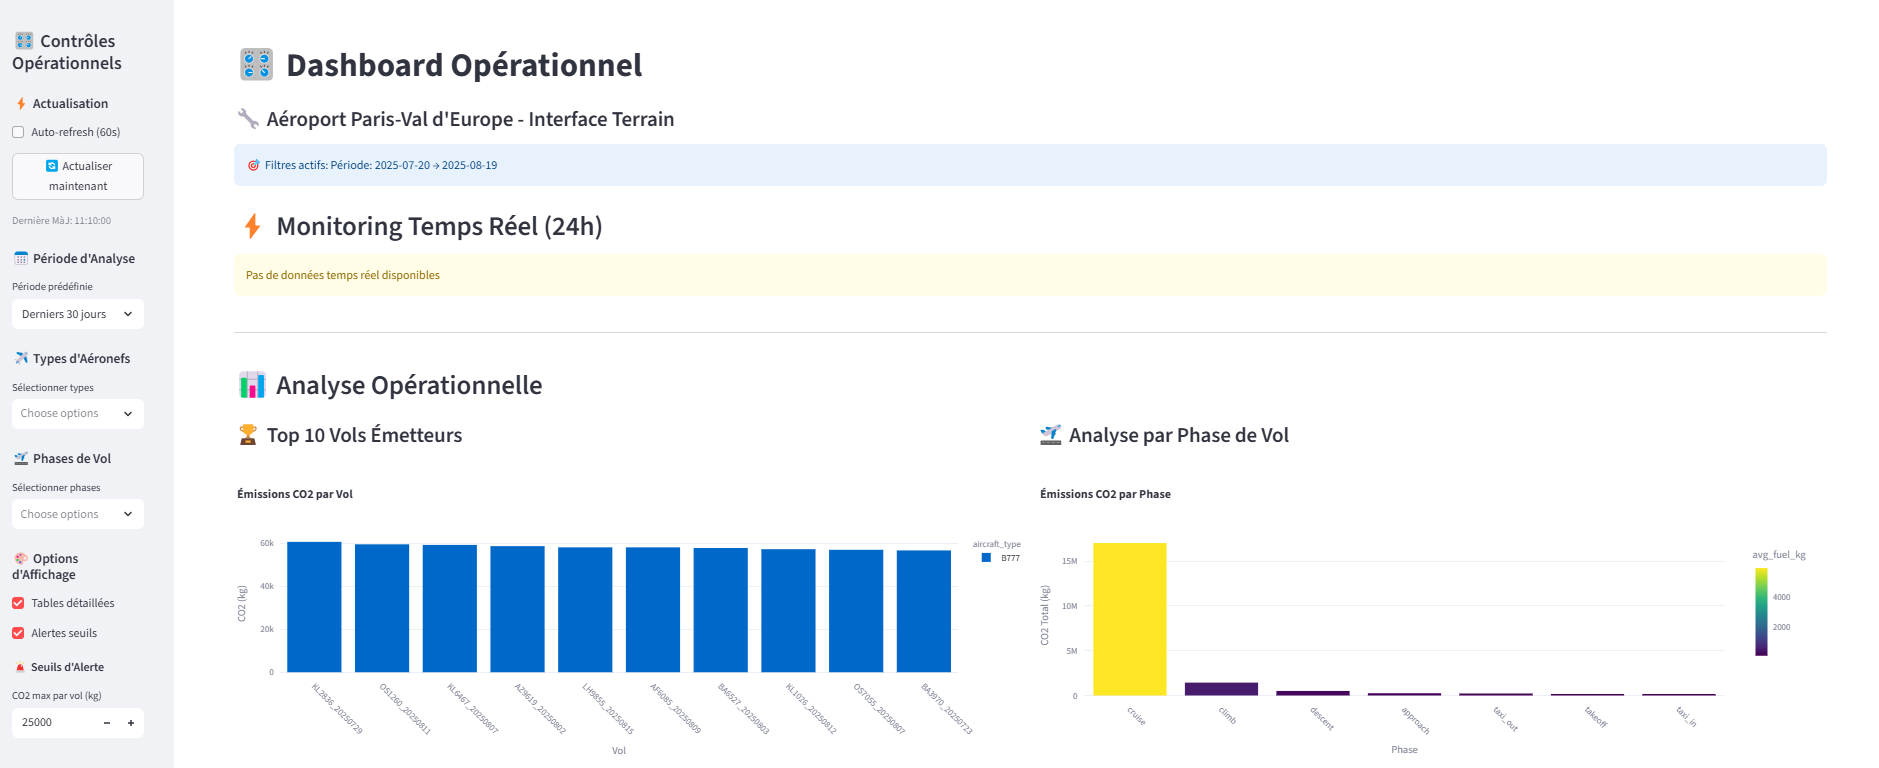 Contrôles
Opérationnels
Actualisation
Auto-refresh (60s)
Actualiser
maintenant
Dernière MàJ: 11:10:00
Période d'Analyse
Période prédéfinie
Derniers 30 jours
Types d'Aéronefs
Sélectionner types
Choose options
Phases de Vol
Sélectionner phases
Choose options
Options
d'Affichage
Tables détaillées
Alertes seuils
Seuils d'Alerte
CO2 max par vol (kg)
25000
Dashboard Opérationnel
Aéroport Paris-Val d'Europe - Interface Terrain
Filtres actifs: Période: 2025-07-20 → 2025-08-19
Monitoring Temps Réel (24h)
Pas de données temps réel disponibles
Analyse Opérationnelle
Top 10 Vols Émetteurs
Émissions CO2 par Vol
CO2 (kg)
60k
40k
20k
0
KL2836_20250729
OS1260_20250811
KL6467_20250807
AZ9619_20250802
LH9855_20250815
AF6085_20250809
BA6527_20250803
KL1026_20250812
OS7055_20250807
BA3970_20250723
Vol
aircraft_type
B777
Analyse par Phase de Vol
Émissions CO2 par Phase
CO2 Total (kg)
15M
10M
5M
0
cruise
climb
descent
approach
taxi_out
takeoff
taxi_in
Phase
avg_fuel_kg
4000
2000